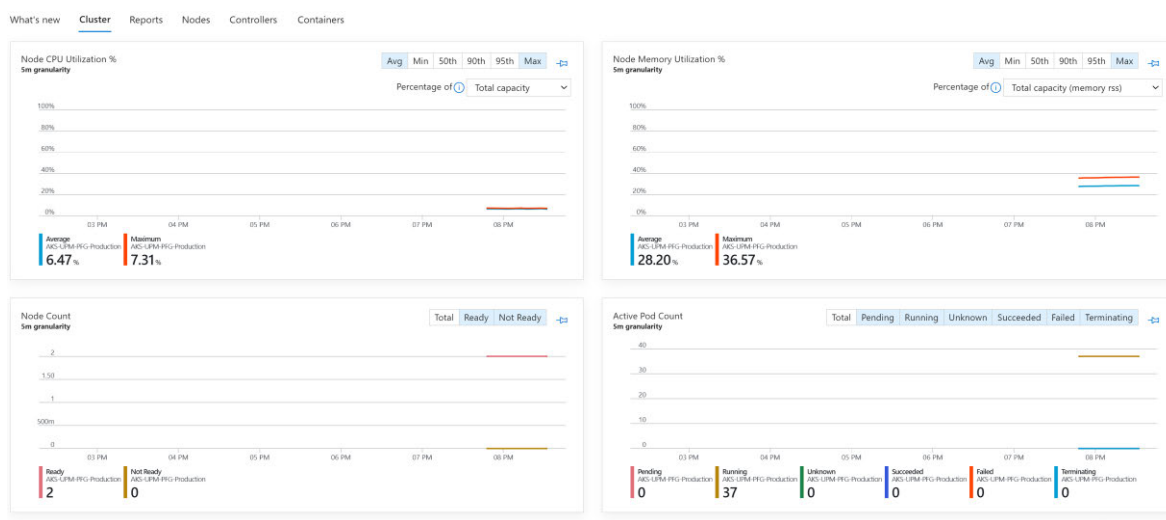 What's new Cluster Reports Nodes Controllers Containers
Node CPU Utilization %
5m granularity
Avg Min 50th 90th 95th Max
Percentage of Total capacity
100%
80%
60%
40%
20%
0%
03 PM 04 PM 05 PM 06 PM 07 PM 08 PM
Average Maximum
AKS-UPM-PFG-Production AKS-UPM-PFG-Production
6.47 % 7.31 %
Node Memory Utilization %
5m granularity
Avg Min 50th 90th 95th Max
Percentage of Total capacity (memory rss)
100%
80%
60%
40%
20%
0%
03 PM 04 PM 05 PM 06 PM 07 PM 08 PM
Average Maximum
AKS-UPM-PFG-Production AKS-UPM-PFG-Production
28.20 % 36.57 %
Node Count
5m granularity
Total Ready Not Ready
2
1.50
1
500m
0
03 PM 04 PM 05 PM 06 PM 07 PM 08 PM
Ready Not Ready
AKS-UPM-PFG-Production AKS-UPM-PFG-Production
2 0
Active Pod Count
5m granularity
Total Pending Running Unknown Succeeded Failed Terminating
40
30
20
10
0
03 PM 04 PM 05 PM 06 PM 07 PM 08 PM
Pending Running Unknown Succeeded Failed Terminating
AKS-UPM-PFG-Production AKS-UPM-PFG-Production AKS-UPM-PFG-Production AKS-UPM-PFG-Production AKS-UPM-PFG-Production AKS-UPM-PFG-Production
0 37 0 0 0 0